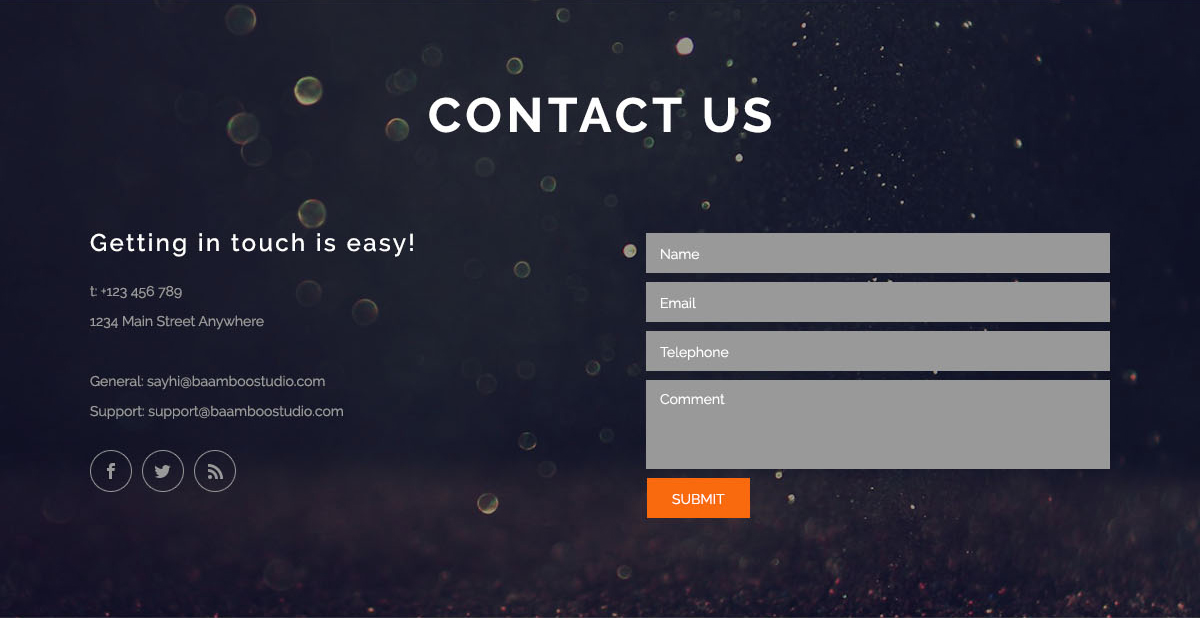 CONTACT US
Getting in touch is easy!
t: +123 456 789
1234 Main Street Anywhere
General: sayhi@baamboostudio.com
Support: support@baamboostudio.com
Name
Email
Telephone
Comment
SUBMIT